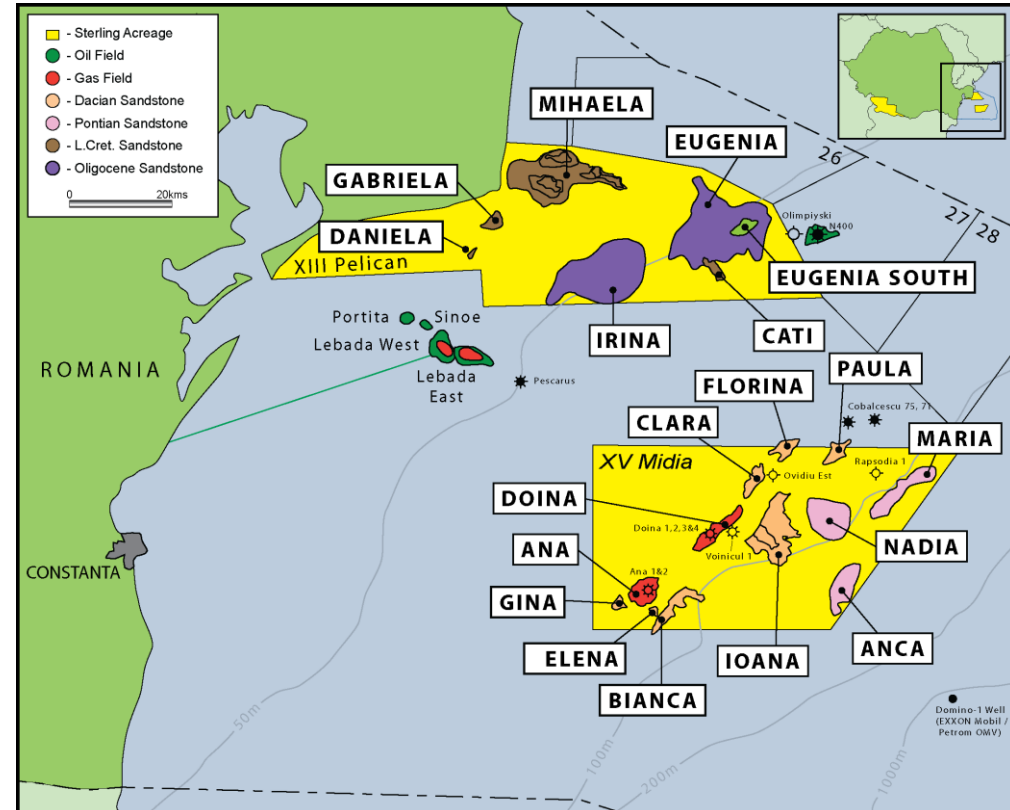 - Sterling Acreage
- Oil Field
- Gas Field
- Dacian Sandstone
- Pontian Sandstone
- L.Cret. Sandstone
- Oligocene Sandstone
0 20kms
MIHAELA
EUGENIA
26
GABRIELA
27
28
Olimpiyski
N400
DANIELA
XIII Pelican
EUGENIA SOUTH
Portita
Sinoe
IRINA
CATI
Lebada West
ROMANIA
Lebada
East
Pescarus
FLORINA
PAULA
Cobalcescu 75, 71
CLARA
MARIA
XV Midia
Rapsodia 1
Ovidiu Est
DOINA
Doina 1,2,3&4
Voinicul 1
NADIA
ANA
CONSTANTA
Ana 1&2
GINA
ELENA
IOANA
ANCA
BIANCA
50m
100m
200m
1000m
Domino-1 Well
(EXXON Mobil /
Petrom OMV)